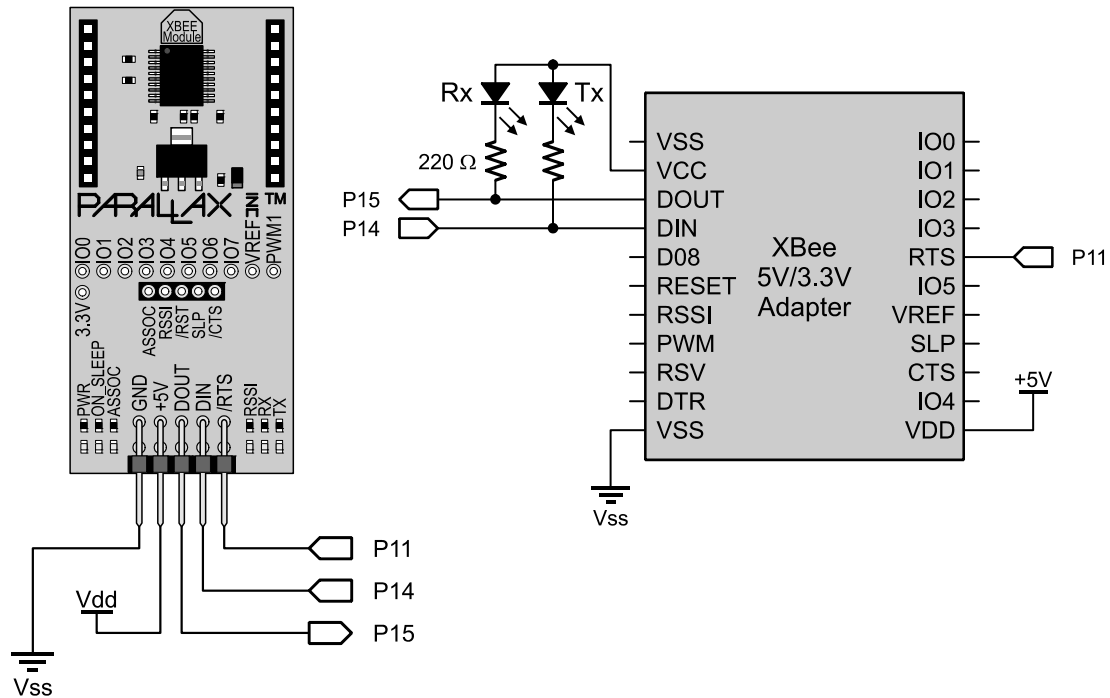 XBEE
Module
PARALLAX INC TM
IO0
IO1
IO2
IO3
IO4
IO5
IO6
IO7
VREF
PWM1
3.3V
ASSOC
RSSI
/RST
SLP
/CTS
PWR
ON_SLEEP
ASSOC
GND
+5V
DOUT
DIN
/RTS
RSSI
RX
TX
P11
P14
P15
Vdd
Vss
Rx
Tx
220 Ω
P15
P14
VSS
VCC
DOUT
DIN
D08
RESET
RSSI
PWM
RSV
DTR
VSS
XBee
5V/3.3V
Adapter
IO0
IO1
IO2
IO3
RTS
IO5
VREF
SLP
CTS
IO4
VDD
P11
+5V
Vss